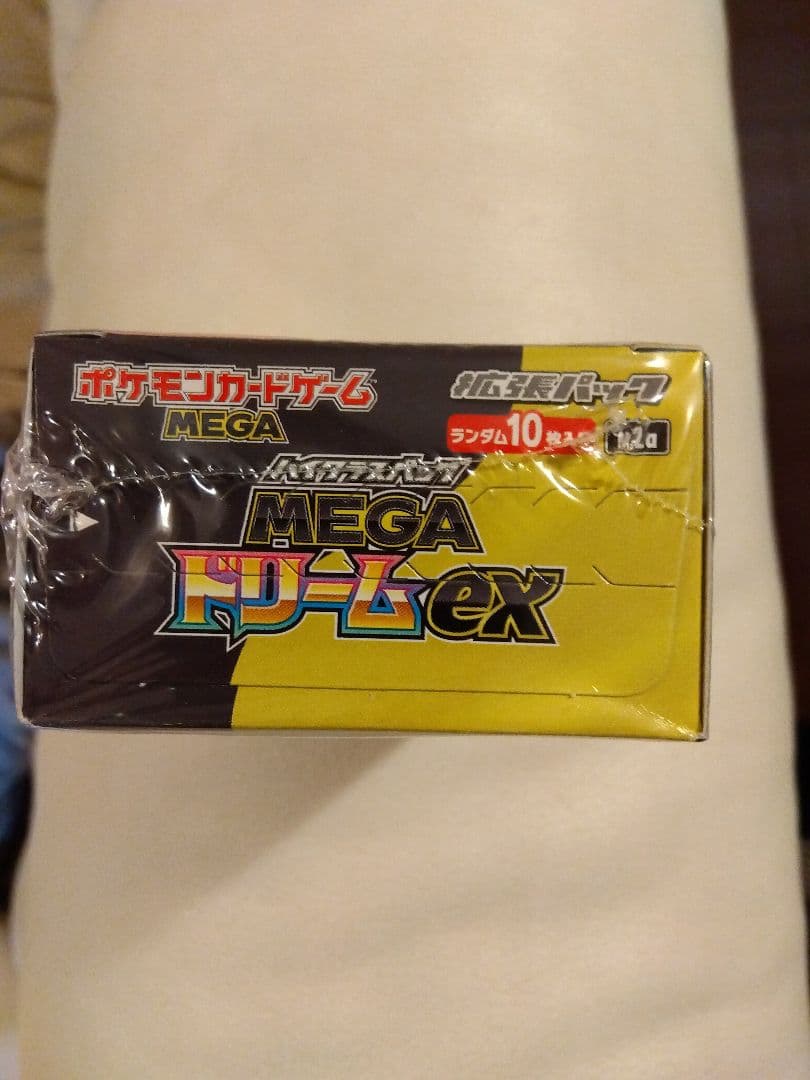 ポケモンカードゲーム
MEGA
拡張パック
ランダム10枚入り
M2a
ハイクラスパック
MEGA
ドリームex